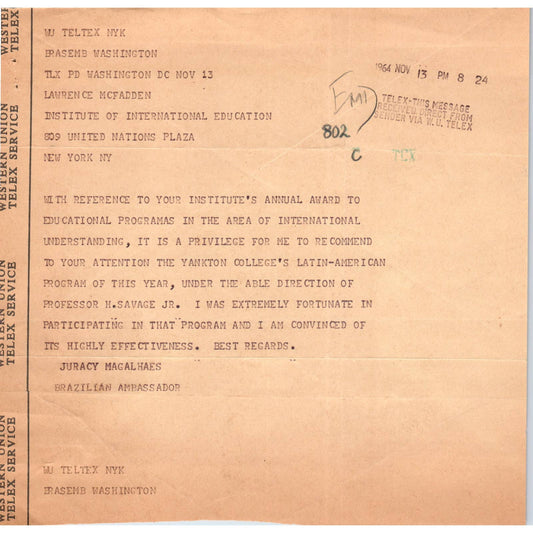 WU TELTEX NYK
BRASEMB WASHINGTON
TLX PD WASHINGTON DC NOV 13
LAWRENCE MCFADDEN
INSTITUTE OF INTERNATIONAL EDUCATION
809 UNITED NATIONS PLAZA
NEW YORK NY
1964 NOV 13 PM 8 24
TELEX-THIS MESSAGE
RECEIVED DIRECT FROM
SENDER VIA W.U. TELEX
802
C TCX
WITH REFERENCE TO YOUR INSTITUTE'S ANNUAL AWARD TO
EDUCATIONAL PROGRAMAS IN THE AREA OF INTERNATIONAL
UNDERSTANDING, IT IS A PRIVILEGE FOR ME TO RECOMMEND
TO YOUR ATTENTION THE YANKTON COLLEGE'S LATIN-AMERICAN
PROGRAM OF THIS YEAR, UNDER THE ABLE DIRECTION OF
PROFESSOR H.SAVAGE JR. I WAS EXTREMELY FORTUNATE IN
PARTICIPATING IN THAT PROGRAM AND I AM CONVINCED OF
ITS HIGHLY EFFECTIVENESS. BEST REGARDS.
JURACY MAGALHAES
BRAZILIAN AMBASSADOR
WU TELTEX NYK
BRASEMB WASHINGTON
WESTERN UNION
TELEX SERVICE
WESTERN UNION
TELEX SERVICE
WESTERN UNION
TELEX SERVICE